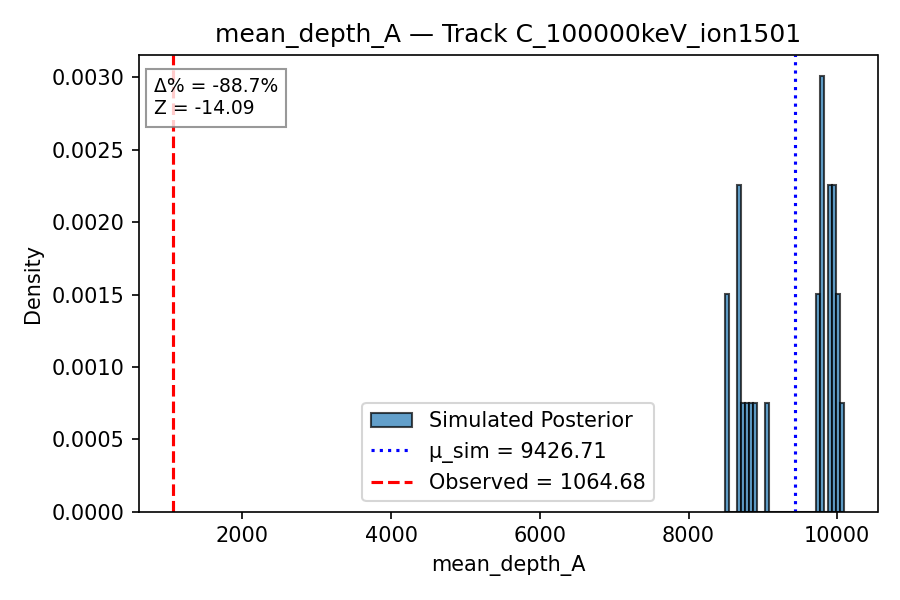 mean_depth_A — Track C_100000keV_ion1501
Δ% = -88.7%
Z = -14.09
0.0030
0.0025
0.0020
0.0015
0.0010
0.0005
0.0000
Density
Simulated Posterior
μ_sim = 9426.71
Observed = 1064.68
2000
4000
6000
8000
10000
mean_depth_A